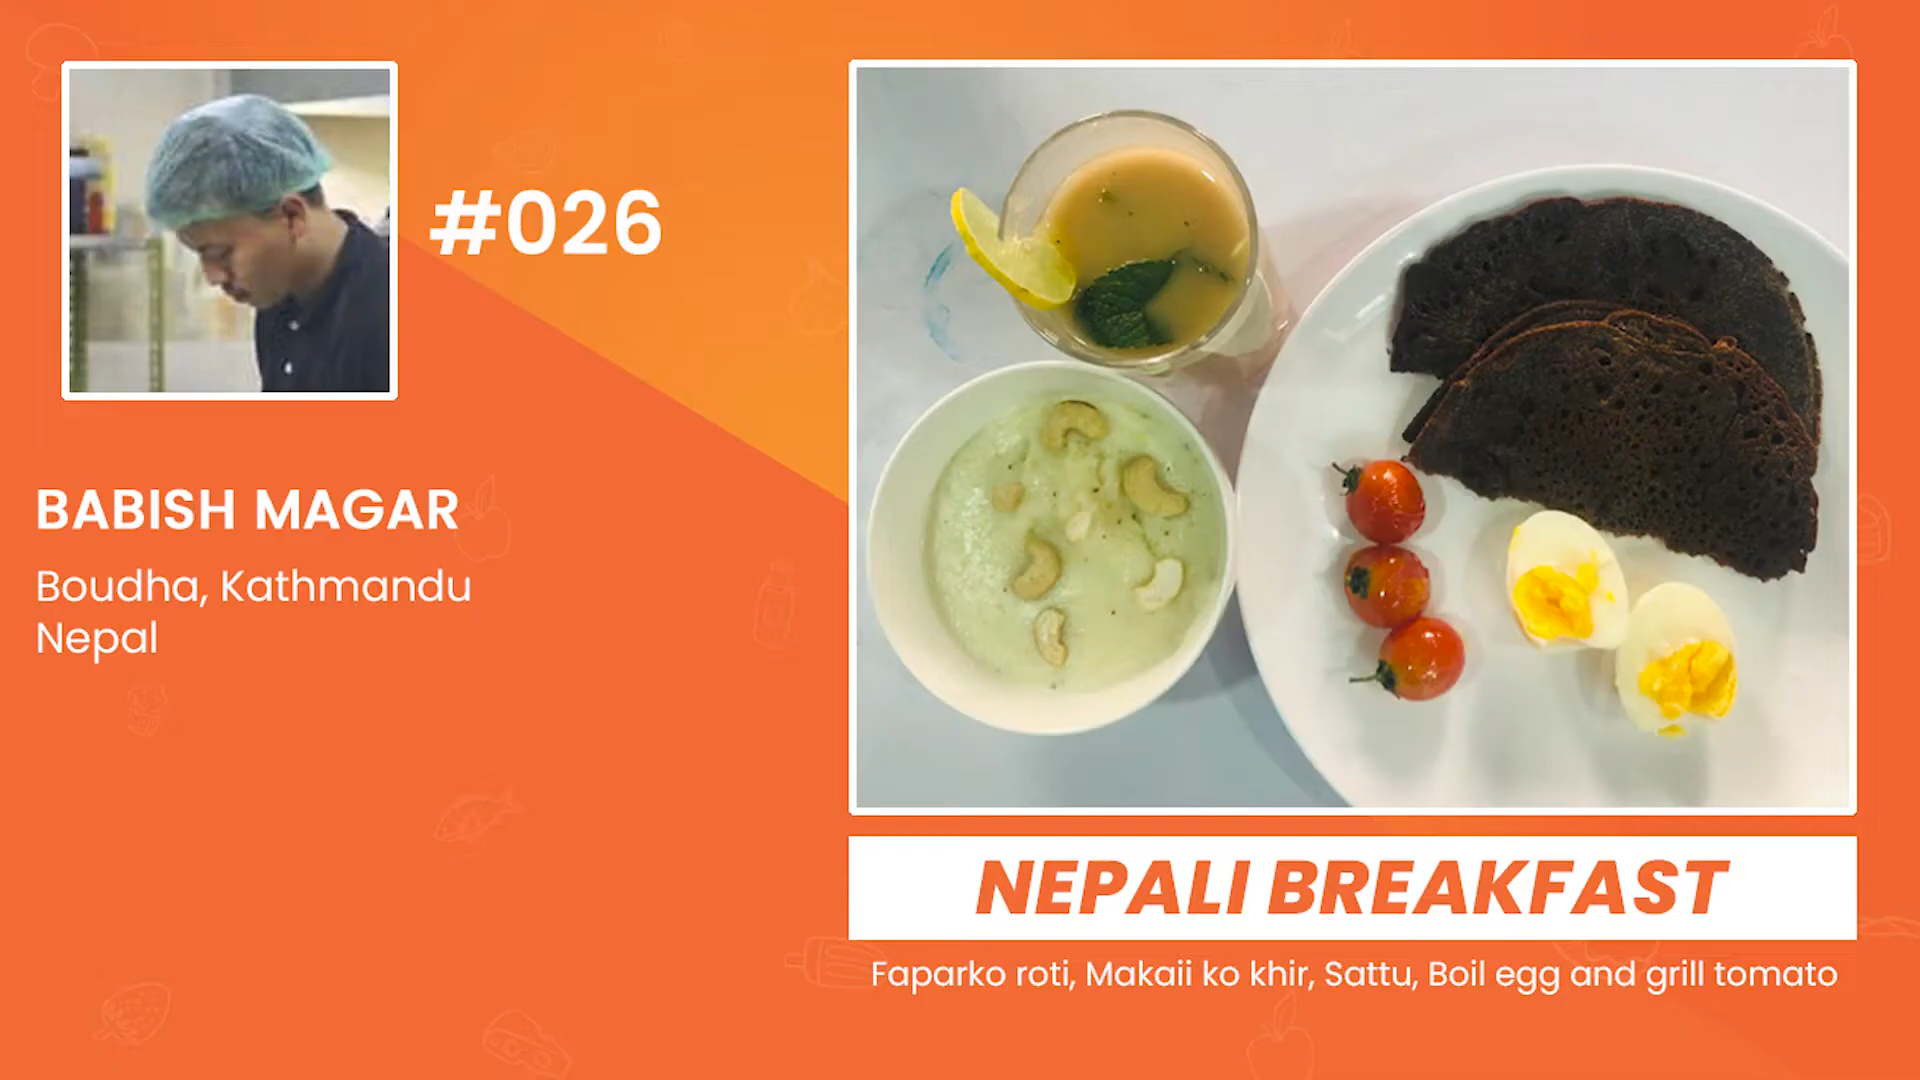 #026
BABISH MAGAR
Boudha, Kathmandu
Nepal
NEPALI BREAKFAST
Faparko roti, Makaii ko khir, Sattu, Boil egg and grill tomato